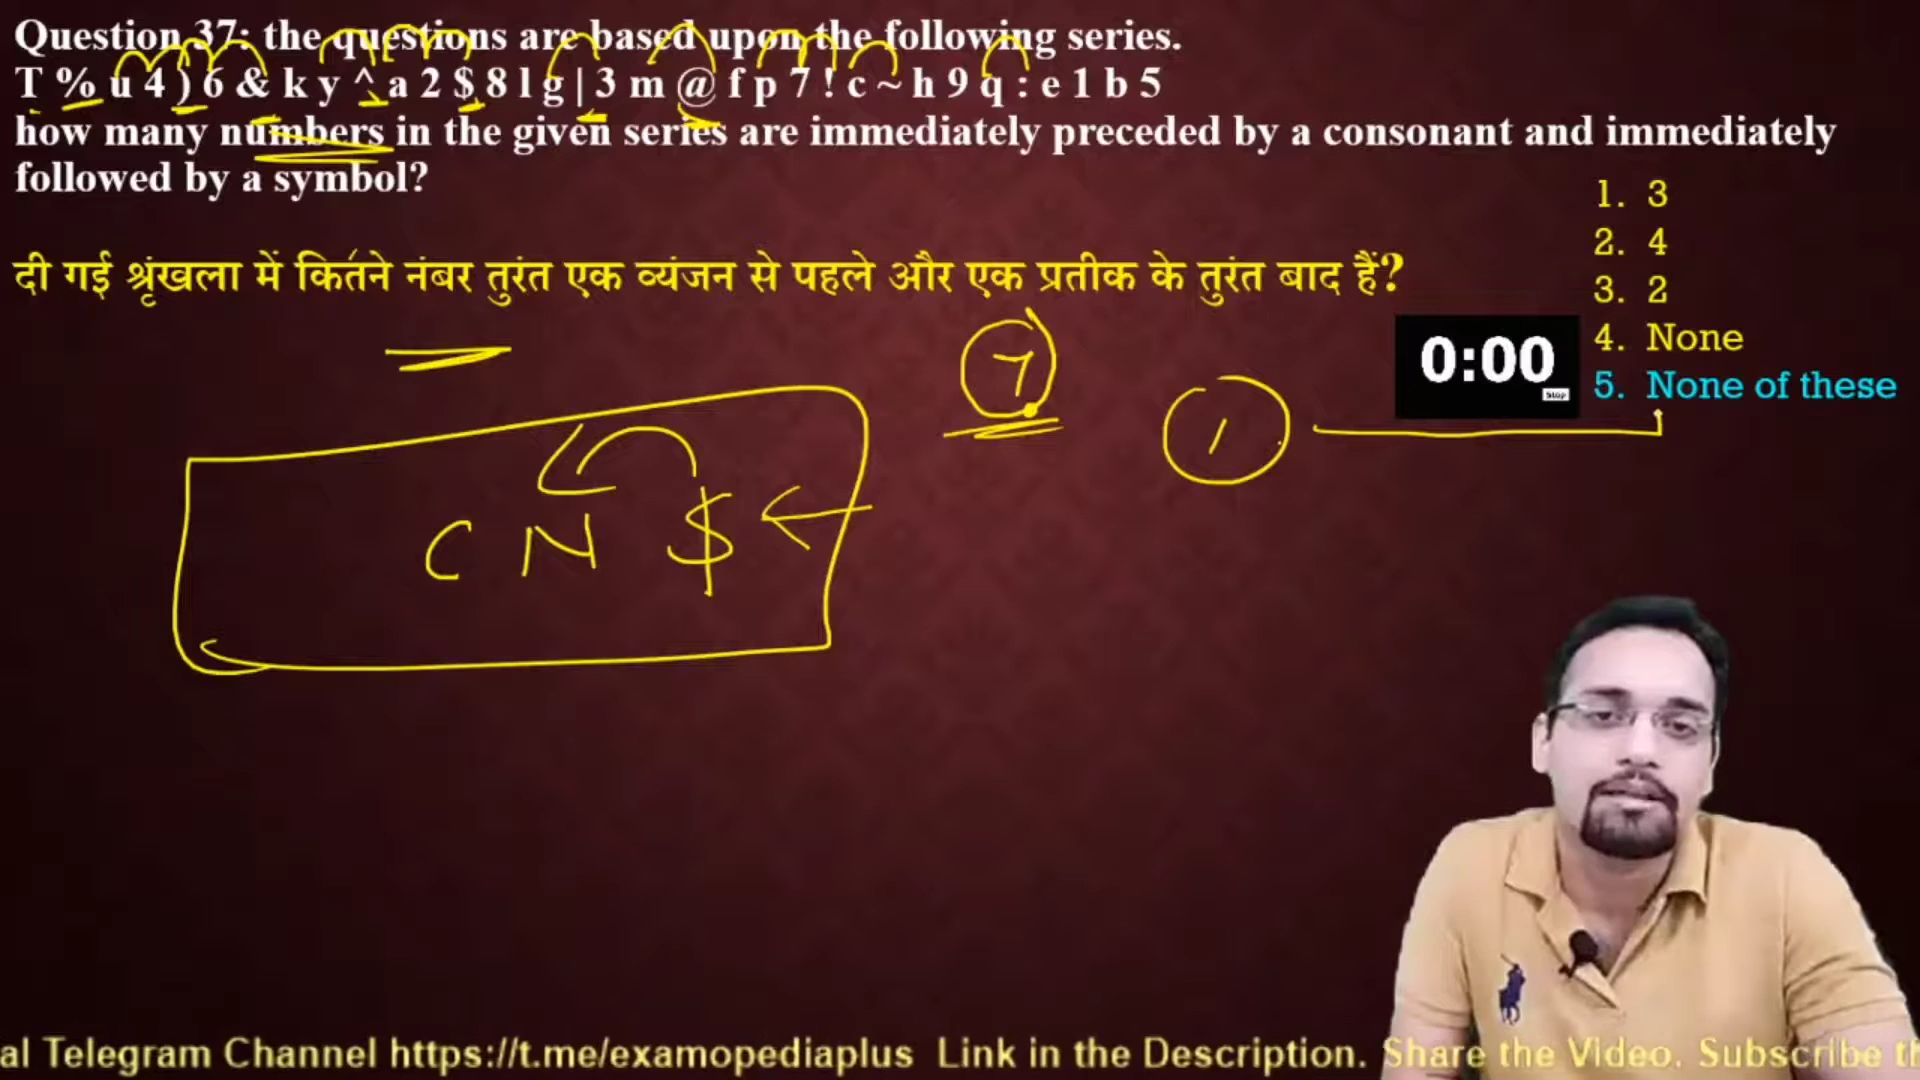 Question 37: the questions are based upon the following series.
T % u 4 ) 6 & k y ^ a 2 $ 8 l g | 3 m @ f p 7 ! c ~ h 9 q : e 1 b 5
how many numbers in the given series are immediately preceded by a consonant and immediately
followed by a symbol?
1. 3
2. 4
3. 2
4. None
5. None of these
दी गई श्रृंखला में कितने नंबर तुरंत एक व्यंजन से पहले और एक प्रतीक के तुरंत बाद हैं?
0:00
Stop
7
1
C N $
al Telegram Channel https://t.me/examopediaplus Link in the Description. Share the Video. Subscribe th